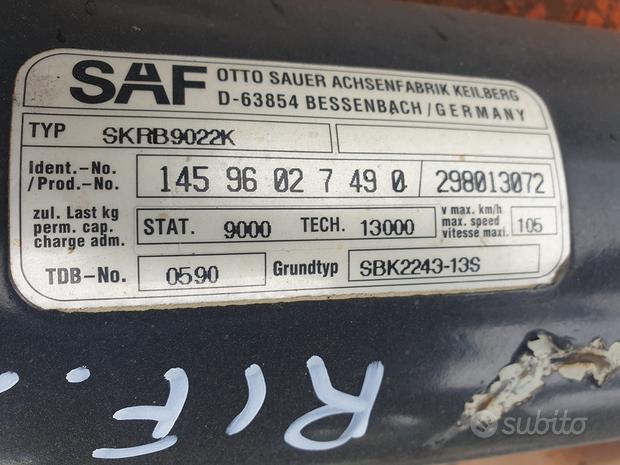 SAF OTTO SAUER ACHSENFABRIK KEILBERG
D-63854 BESSENBACH/GERMANY
TYP SKRB9022K
Ident.-No. /Prod.-No. 145 96 02 7 49 0 / 298013072
zul. Last kg
perm. cap.
charge adm.
STAT. 9000 TECH. 13000
v max. km/h
max. speed
vitesse maxi.
105
TDB-No. 0590 Grundtyp SBK2243-13S
R,F..
subito